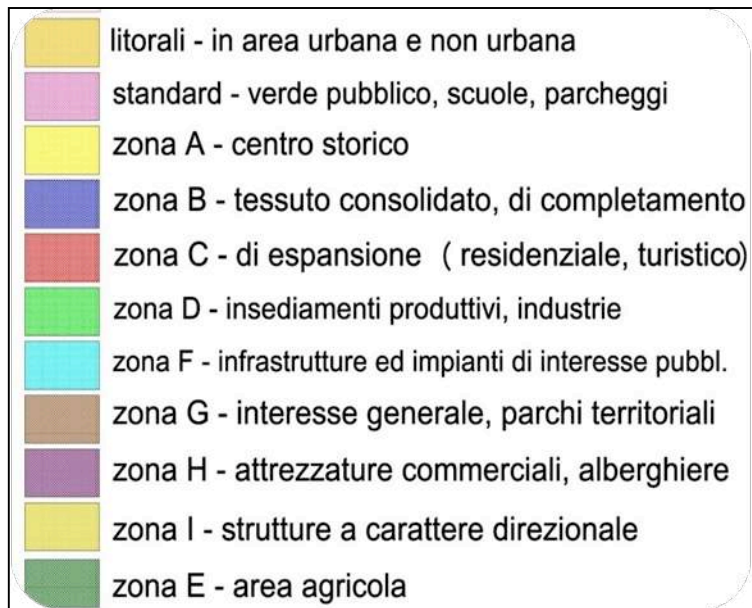 litorali - in area urbana e non urbana
standard - verde pubblico, scuole, parcheggi
zona A - centro storico
zona B - tessuto consolidato, di completamento
zona C - di espansione ( residenziale, turistico)
zona D - insediamenti produttivi, industrie
zona F - infrastrutture ed impianti di interesse pubbl.
zona G - interesse generale, parchi territoriali
zona H - attrezzature commerciali, alberghiere
zona I - strutture a carattere direzionale
zona E - area agricola